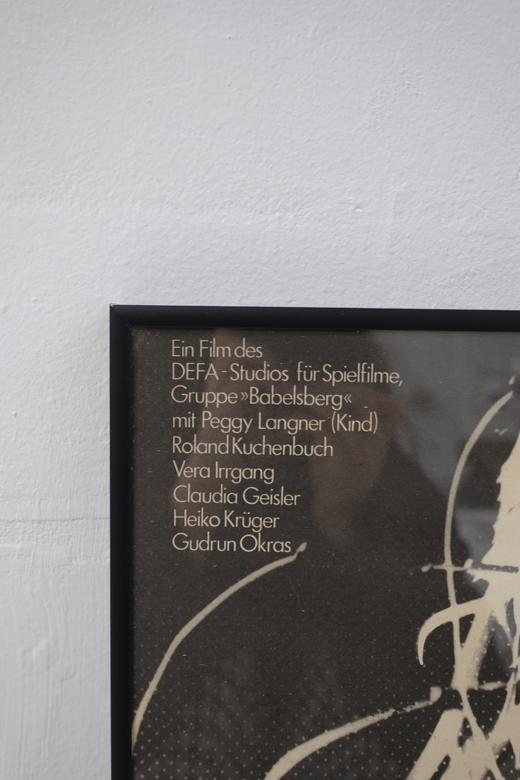 Ein Film des
DEFA-Studios für Spielfilme,
Gruppe »Babelsberg«
mit Peggy Langner (Kind)
Roland Kuchenbuch
Vera Irrgang
Claudia Geisler
Heiko Krüger
Gudrun Okras